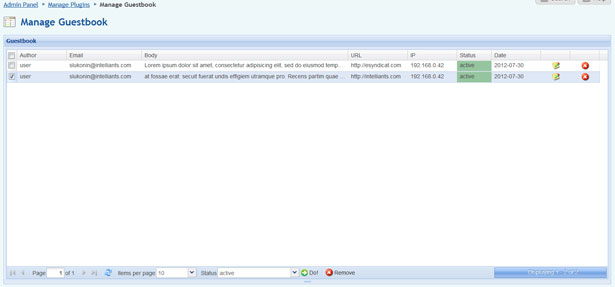 Admin Panel • Manage Plugins • Manage Guestbook
Manage Guestbook
Guestbook
Author Email Body URL IP Status Date
user slukonin@intelliants.com Lorem ipsum dolor sit amet, consectetur adipisicing elit, sed do eiusmod temp... http://esyndicat.com 192.168.0.42 active 2012-07-30
user slukonin@intelliants.com at fossae erat: secuit fuerat undis effigiem utramque pro. Recens partim quae ... http://intelliants.com 192.168.0.42 active 2012-07-30
Page 1 of 1 Items per page: 10 Status: active Do! Remove